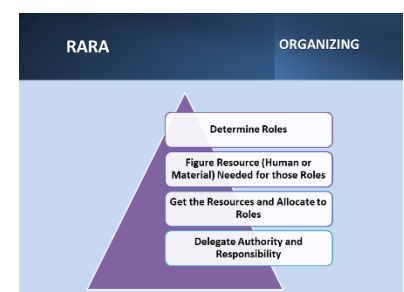 RARA
ORGANIZING
Determine Roles
Figure Resource (Human or
Material) Needed for those Roles
Get the Resources and Allocate to
Roles
Delegate Authority and
Responsibility